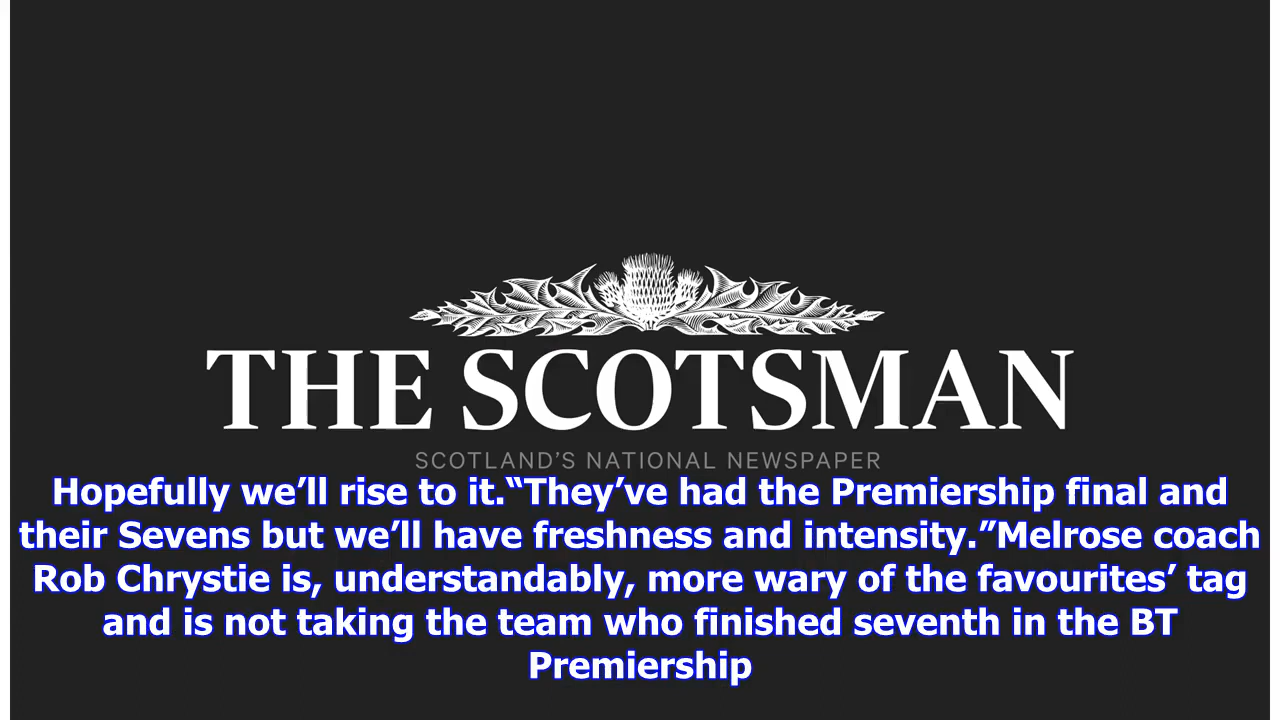 THE SCOTSMAN
SCOTLAND'S NATIONAL NEWSPAPER
Hopefully we’ll rise to it.“They’ve had the Premiership final and
their Sevens but we’ll have freshness and intensity.”Melrose coach
Rob Chrystie is, understandably, more wary of the favourites’ tag
and is not taking the team who finished seventh in the BT
Premiership